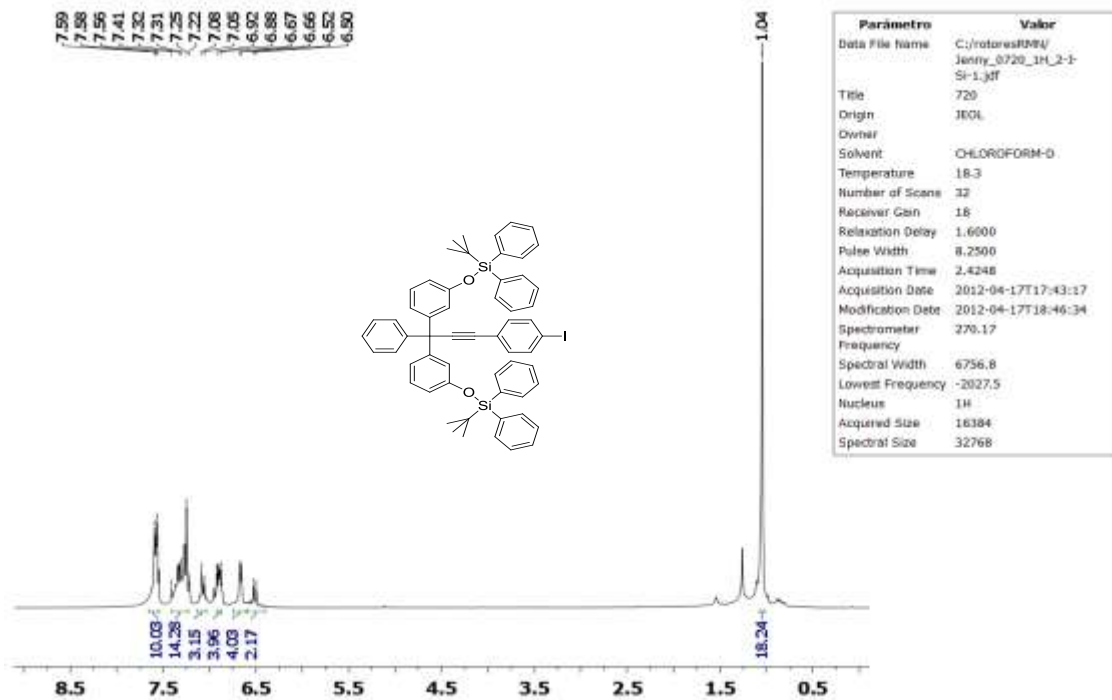 7.59
7.58
7.56
7.41
7.32
7.31
7.25
7.22
7.08
7.05
6.92
6.88
6.67
6.66
6.52
6.50
1.04
Parámetro Valor
Data File Name C:/rotoresRMN/
Jenny_0720_1H_2-I-
Si-1.jdf
Title 720
Origin JEOL
Owner
Solvent CHLOROFORM-D
Temperature 18.3
Number of Scans 32
Receiver Gain 18
Relaxation Delay 1.6000
Pulse Width 8.2500
Acquisition Time 2.4248
Acquisition Date 2012-04-17T17:43:17
Modification Date 2012-04-17T18:46:34
Spectrometer 270.17
Frequency
Spectral Width 6756.8
Lowest Frequency -2027.5
Nucleus 1H
Acquired Size 16384
Spectral Size 32768
Si
O
I
O
Si
10.03
14.28
3.15
3.96
4.03
2.17
18.24
8.5 7.5 6.5 5.5 4.5 3.5 2.5 1.5 0.5